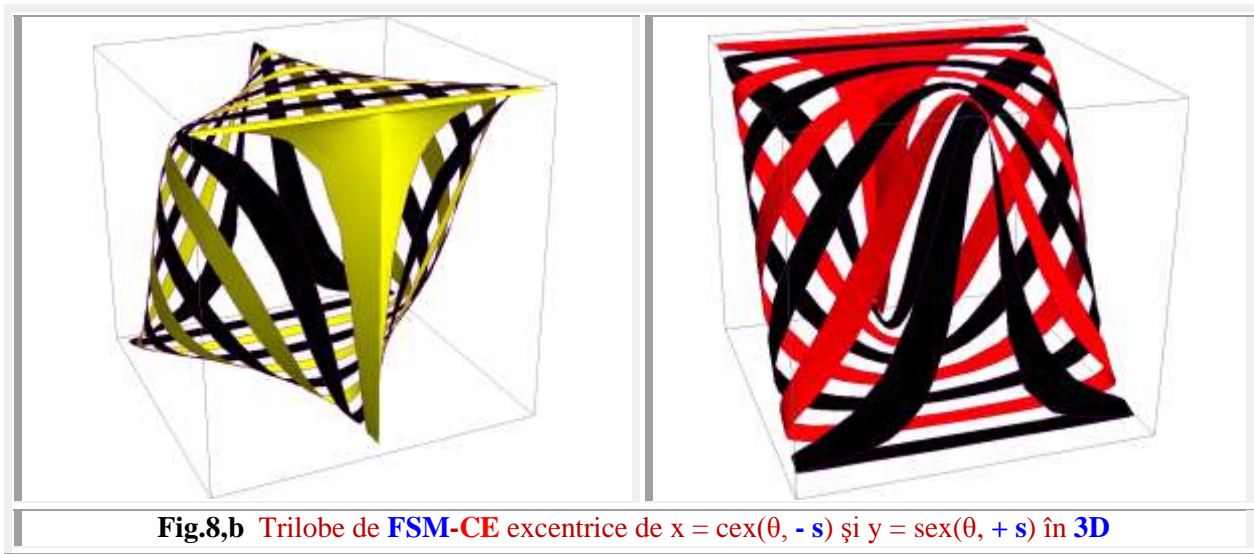 Fig.8,b Trilobe de FSM-CE excentrice de x = cex(θ, - s) şi y = sex(θ, + s) în 3D